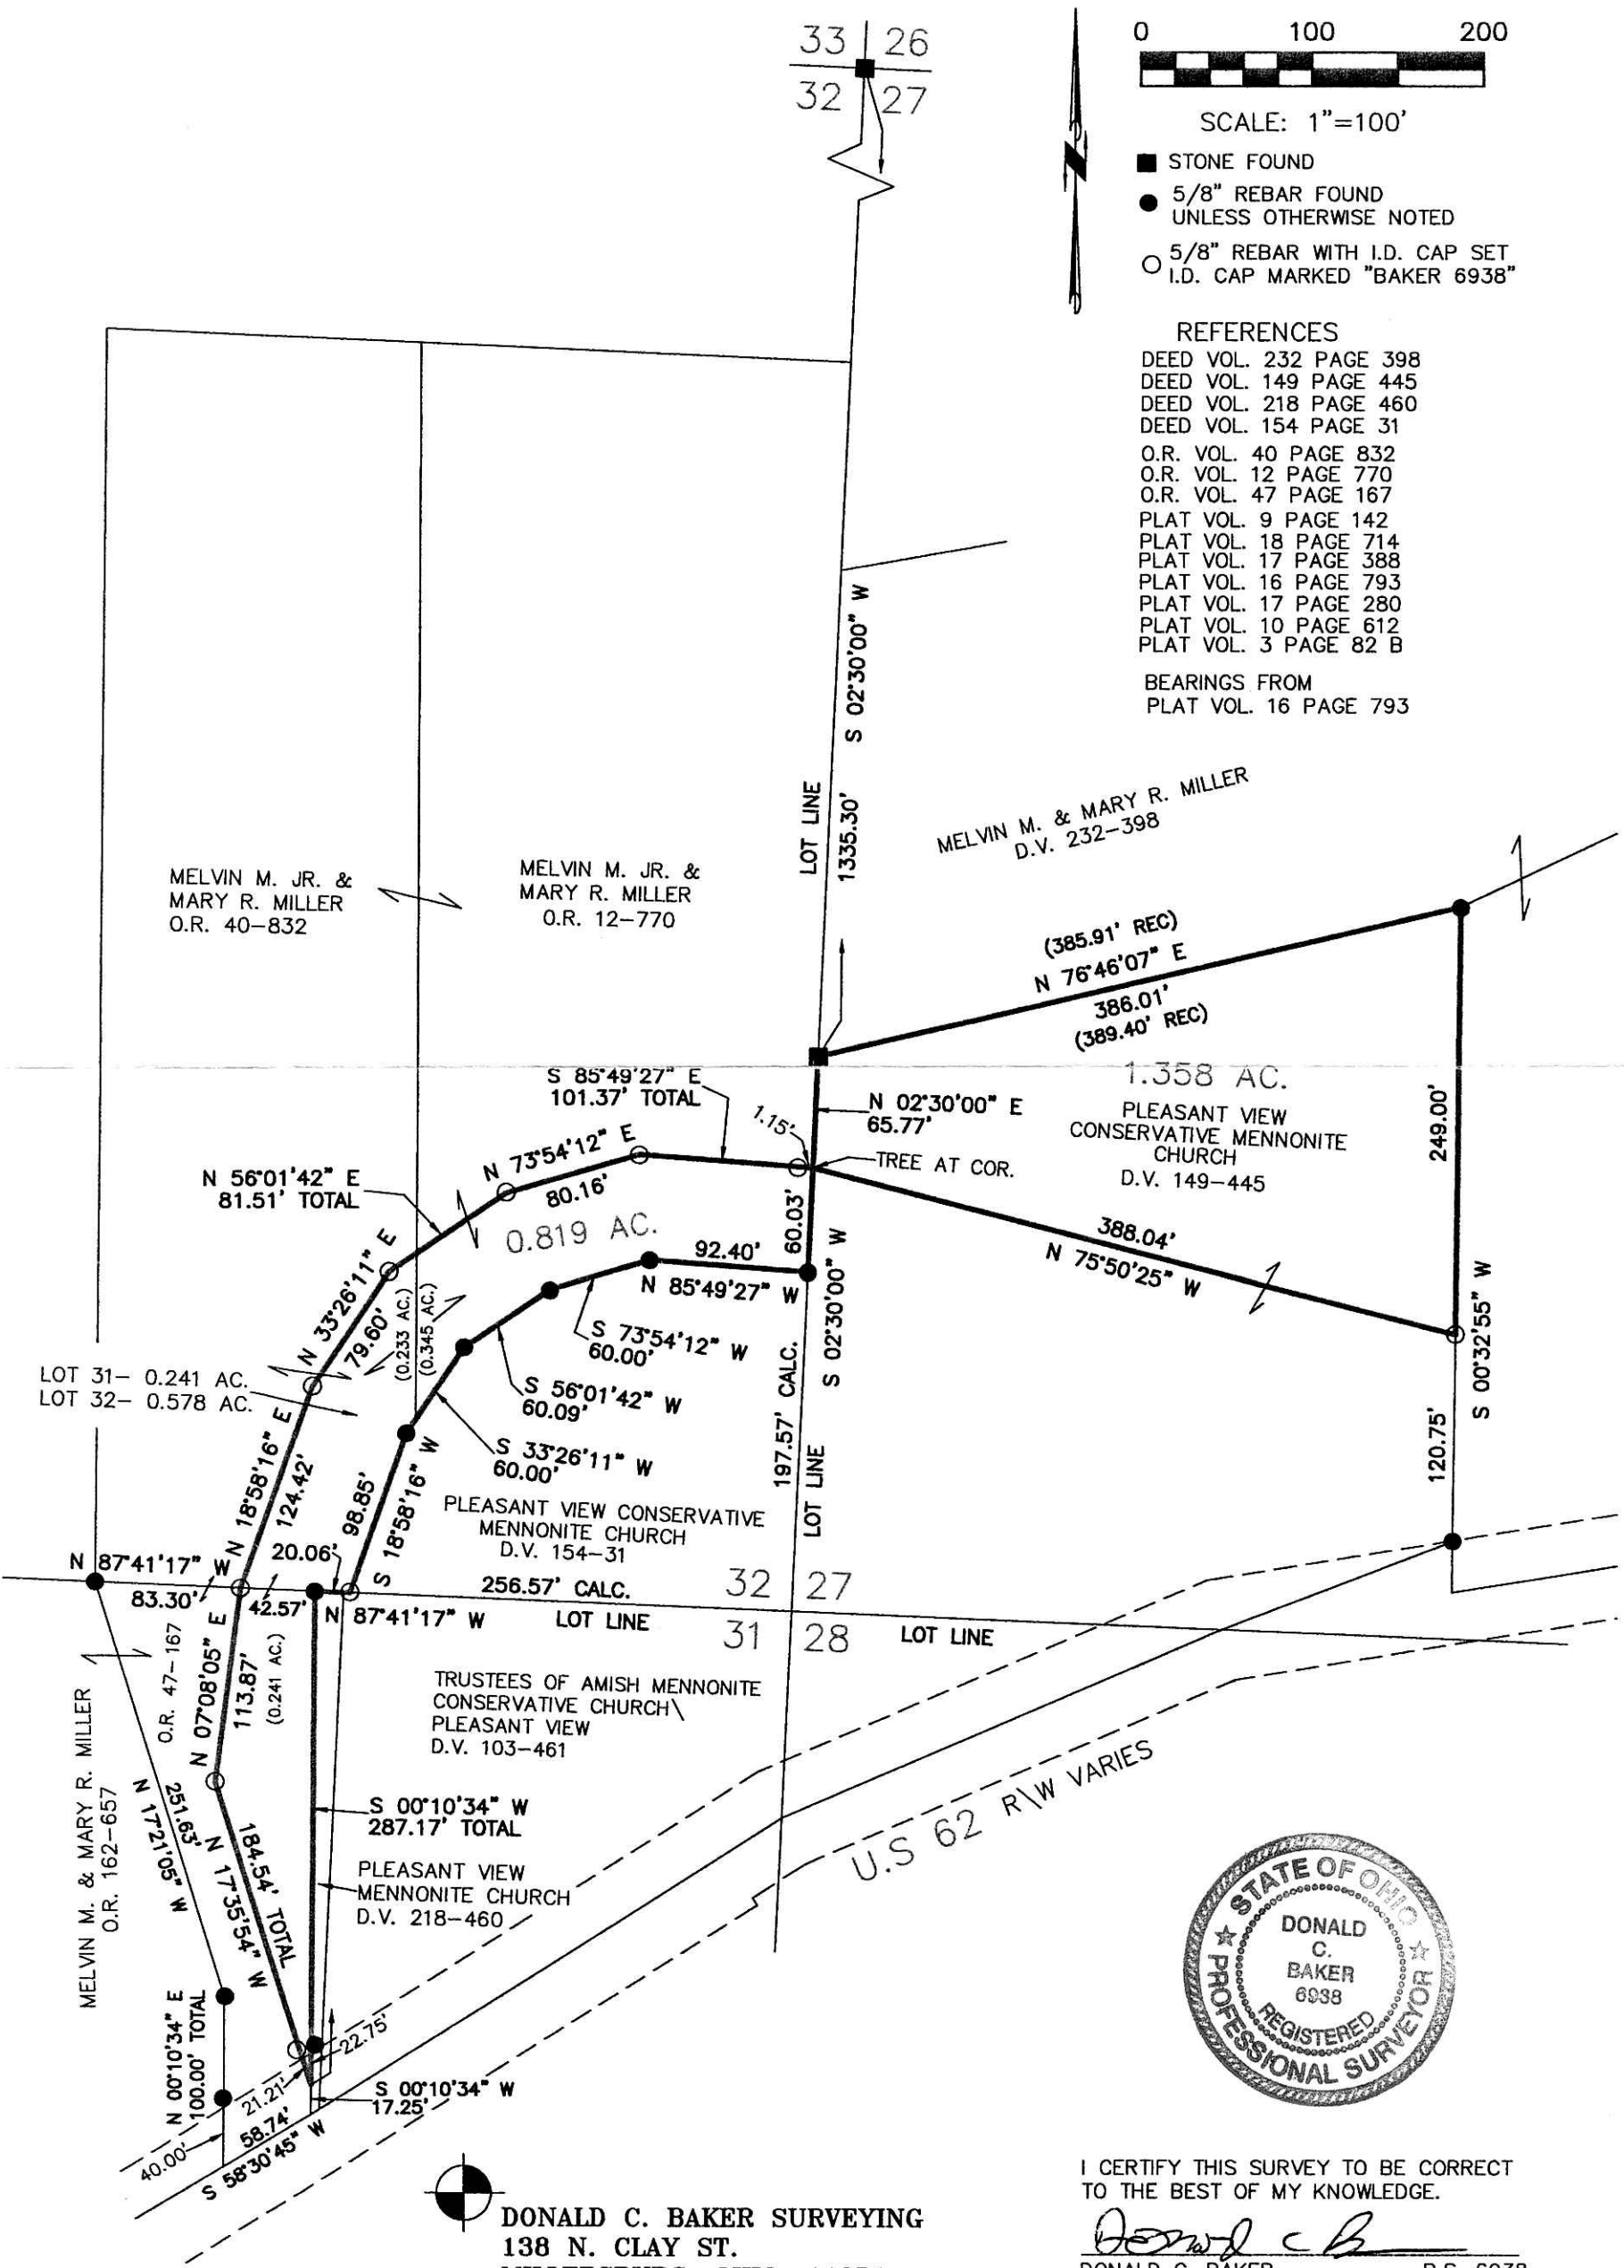 33 26
32 27
0 100 200
SCALE: 1"=100'
STONE FOUND
5/8" REBAR FOUND
UNLESS OTHERWISE NOTED
5/8" REBAR WITH I.D. CAP SET
I.D. CAP MARKED "BAKER 6938"
REFERENCES
DEED VOL. 232 PAGE 398
DEED VOL. 149 PAGE 445
DEED VOL. 218 PAGE 460
DEED VOL. 154 PAGE 31
O.R. VOL. 40 PAGE 832
O.R. VOL. 12 PAGE 770
O.R. VOL. 47 PAGE 167
PLAT VOL. 9 PAGE 142
PLAT VOL. 18 PAGE 714
PLAT VOL. 17 PAGE 388
PLAT VOL. 16 PAGE 793
PLAT VOL. 17 PAGE 280
PLAT VOL. 10 PAGE 612
PLAT VOL. 3 PAGE 82 B
BEARINGS FROM
PLAT VOL. 16 PAGE 793
S 02°30'00" W
LOT LINE
1335.30'
MELVIN M. & MARY R. MILLER
D.V. 232-398
MELVIN M. JR. &
MARY R. MILLER
O.R. 40-832
MELVIN M. JR. &
MARY R. MILLER
O.R. 12-770
(385.91' REC)
N 76°46'07" E
386.01'
(389.40' REC)
1.358 AC.
PLEASANT VIEW
CONSERVATIVE MENNONITE
CHURCH
D.V. 149-445
249.00'
S 85°49'27" E
101.37' TOTAL
1.15'
N 02°30'00" E
65.77'
TREE AT COR.
N 73°54'12" E
80.16'
N 56°01'42" E
81.51' TOTAL
0.819 AC.
60.03'
92.40'
N 85°49'27" W
S 02°30'00" W
388.04'
N 75°50'25" W
S 00°32'55" W
120.75'
N 33°26'11" E
79.60'
(0.233 AC.)
(0.345 AC.)
S 73°54'12" W
60.00'
S 56°01'42" W
60.09'
S 33°26'11" W
60.00'
197.57' CALC.
LOT LINE
LOT 31- 0.241 AC.
LOT 32- 0.578 AC.
N 18°58'16" E
124.42'
98.85'
S 18°58'16" W
PLEASANT VIEW CONSERVATIVE
MENNONITE CHURCH
D.V. 154-31
N 87°41'17" W
83.30'
20.06'
42.57'
256.57' CALC.
N 87°41'17" W
LOT LINE
32 27
31 28
LOT LINE
O.R. 47-167
N 07°08'05" E
113.87'
(0.241 AC.)
TRUSTEES OF AMISH MENNONITE
CONSERVATIVE CHURCH\
PLEASANT VIEW
D.V. 103-461
MELVIN M. & MARY R. MILLER
O.R. 162-657
251.63'
N 17°21'05" W
184.54' TOTAL
N 17°35'54" W
S 00°10'34" W
287.17' TOTAL
PLEASANT VIEW
MENNONITE CHURCH
D.V. 218-460
U.S 62 R\W VARIES
N 00°10'34" E
100.00' TOTAL
22.75'
21.21'
S 00°10'34" W
17.25'
58.74'
40.00'
S 58°30'45" W
STATE OF OHIO
DONALD
C.
BAKER
6938
REGISTERED
PROFESSIONAL SURVEYOR
I CERTIFY THIS SURVEY TO BE CORRECT
TO THE BEST OF MY KNOWLEDGE.
Donald C B
DONALD C. BAKER P.S. 6938
DONALD C. BAKER SURVEYING
138 N. CLAY ST.